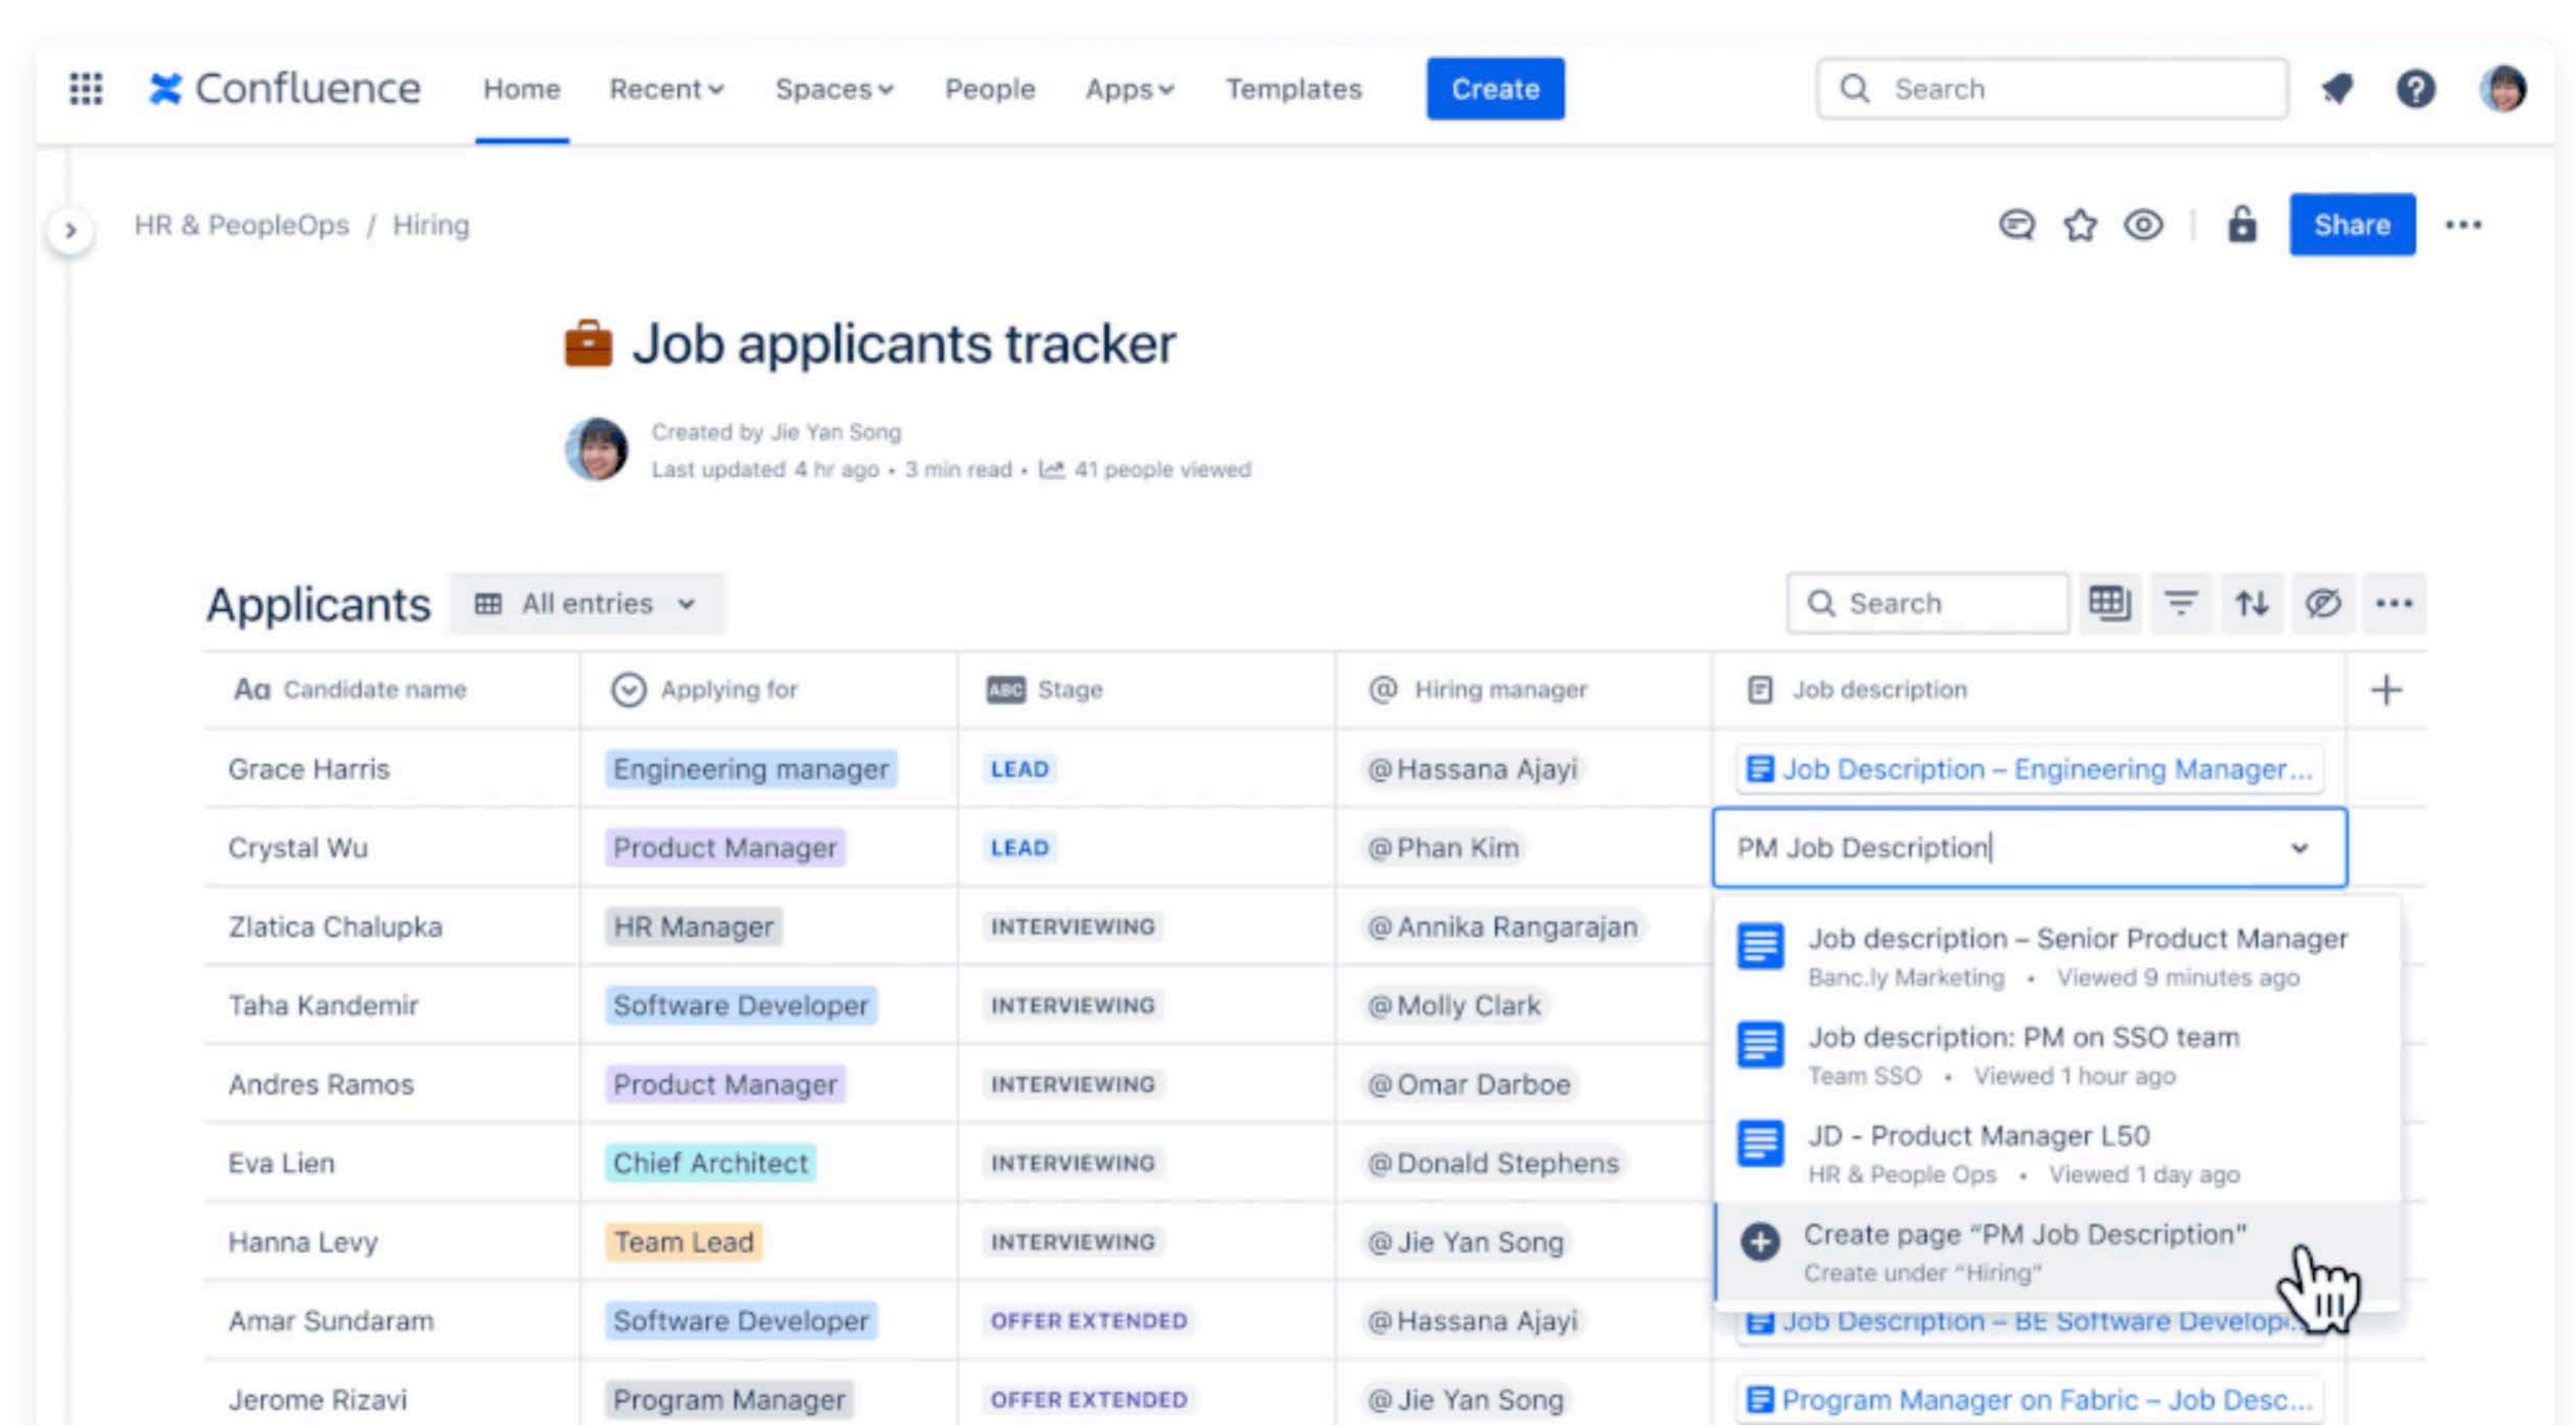 Confluence Home Recent Spaces People Apps Templates Create Search
HR & PeopleOps / Hiring Share
Job applicants tracker
Created by Jie Yan Song
Last updated 4 hr ago • 3 min read • 41 people viewed
Applicants All entries Search
Aa Candidate name Applying for ABC Stage @ Hiring manager Job description
Grace Harris Engineering manager LEAD @Hassana Ajayi Job Description – Engineering Manager...
Crystal Wu Product Manager LEAD @Phan Kim PM Job Description
Zlatica Chalupka HR Manager INTERVIEWING @Annika Rangarajan
Job description – Senior Product Manager
Banc.ly Marketing • Viewed 9 minutes ago
Taha Kandemir Software Developer INTERVIEWING @Molly Clark
Job description: PM on SSO team
Team SSO • Viewed 1 hour ago
Andres Ramos Product Manager INTERVIEWING @Omar Darboe
JD - Product Manager L50
HR & People Ops • Viewed 1 day ago
Eva Lien Chief Architect INTERVIEWING @Donald Stephens
Hanna Levy Team Lead INTERVIEWING @Jie Yan Song
Create page “PM Job Description”
Create under “Hiring”
Amar Sundaram Software Developer OFFER EXTENDED @Hassana Ajayi Job Description – BE Software Develop
Jerome Rizavi Program Manager OFFER EXTENDED @Jie Yan Song Program Manager on Fabric – Job Desc...